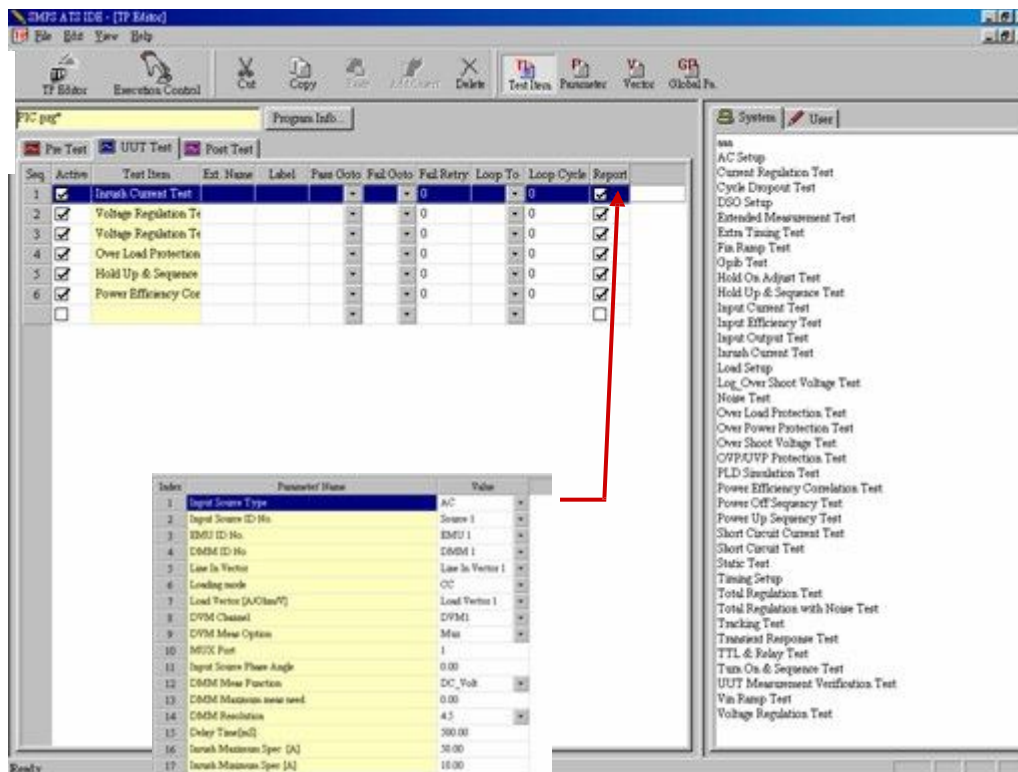 SMPS ATS IDE - [TP Editor]
File Edit View Help
TP Editor Execution Control Cut Copy Delete Test Item Parameter Vector Global Pa.
Program Info...
Pre Test UUT Test Post Test
Seq Active Test Item Ext. Name Label Pass Goto Fail Goto Fail Retry Loop To Loop Cycle Report
1 Inrush Current Test 0 0
2 Voltage Regulation Te 0 0
3 Voltage Regulation Te 0 0
4 Over Load Protection 0 0
5 Hold Up & Sequence 0 0
6 Power Efficiency Cor 0 0
Index Parameter Name Value
1 Input Source Type AC
2 Input Source ID No. Source 1
3 EMU ID No. EMU 1
4 DMM ID No DMM 1
5 Line In Vector Line In Vector 1
6 Loading mode CC
7 Load Vector [A/Ohm/V] Load Vector 1
8 DVM Channel DVM1
9 DVM Meas Option Mux
10 MUX Port 1
11 Input Source Phase Angle 0.00
12 DMM Meas Function DC_Volt
13 DMM Maximum meas need 0.00
14 DMM Resolution 4.5
15 Delay Time[mS] 500.00
16 Inrush Maximum Spec [A] 50.00
17 Inrush Minimum Spec [A] 10.00
System User
aaa
AC Setup
Current Regulation Test
Cycle Dropout Test
DSO Setup
Extended Measurement Test
Extra Timing Test
Fin Ramp Test
Gpib Test
Hold On Adjust Test
Hold Up & Sequence Test
Input Current Test
Input Efficiency Test
Input Output Test
Inrush Current Test
Load Setup
Log_Over Shoot Voltage Test
Noise Test
Over Load Protection Test
Over Power Protection Test
Over Shoot Voltage Test
OVP/UVP Protection Test
PLD Simulation Test
Power Efficiency Correlation Test
Power Off Sequency Test
Power Up Sequency Test
Short Circuit Current Test
Short Circuit Test
Static Test
Timing Setup
Total Regulation Test
Total Regulation with Noise Test
Tracking Test
Transient Response Test
TTL & Relay Test
Turn On & Sequence Test
UUT Measurement Verification Test
Vin Ramp Test
Voltage Regulation Test
Ready